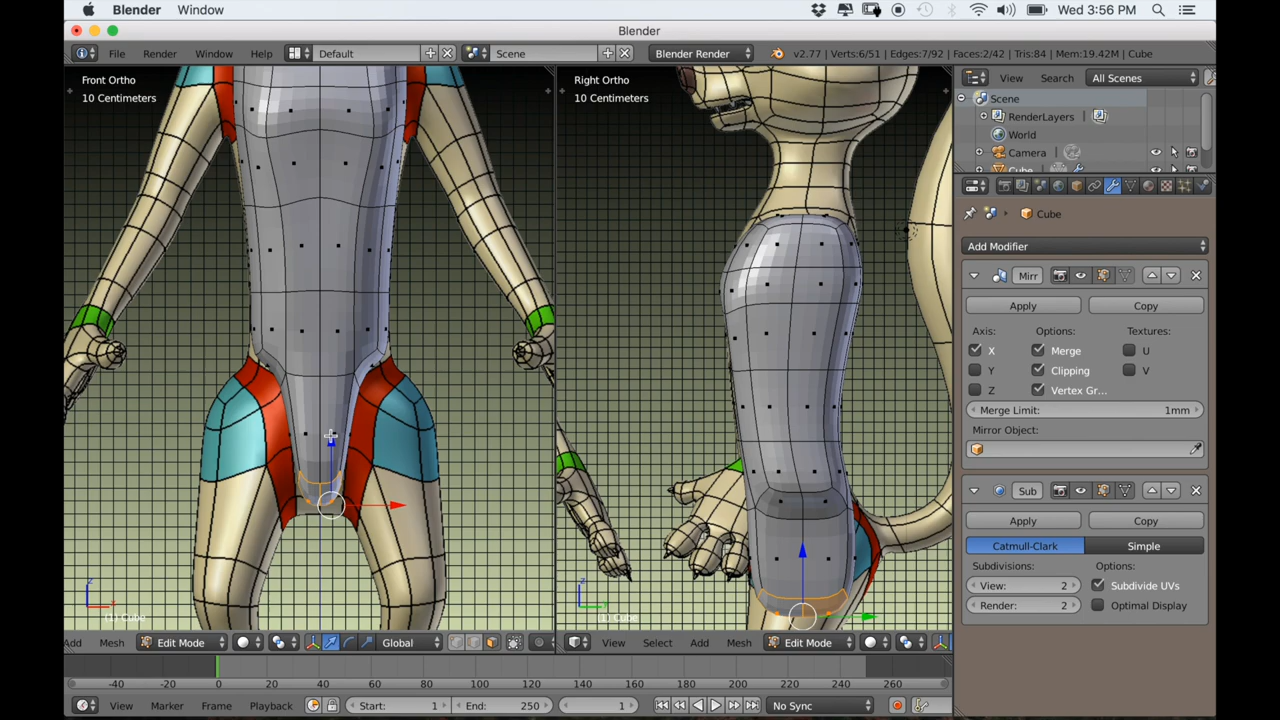 Blender Window Wed 3:56 PM
Blender
File Render Window Help Default Scene Blender Render v2.77 | Verts:6/51 | Edges:7/92 | Faces:2/42 | Tris:84 | Mem:19.42M | Cube
Front Ortho
10 Centimeters
Right Ortho
10 Centimeters
View Search All Scenes
Scene
RenderLayers
World
Camera
Cube
Cube
Add Modifier
Mirr
Apply Copy
Axis: Options: Textures:
X Merge U
Y Clipping V
Z Vertex Gr...
Merge Limit: 1mm
Mirror Object:
Sub
Apply Copy
Catmull-Clark Simple
Subdivisions: Options:
View: 2 Subdivide UVs
Render: 2 Optimal Display
z x
(1) Cube
z y
(1) Cube
Add Mesh Edit Mode Global
View Select Add Mesh Edit Mode
-40 -20 0 20 40 60 80 100 120 140 160 180 200 220 240 260
View Marker Frame Playback Start: 1 End: 250 1 No Sync